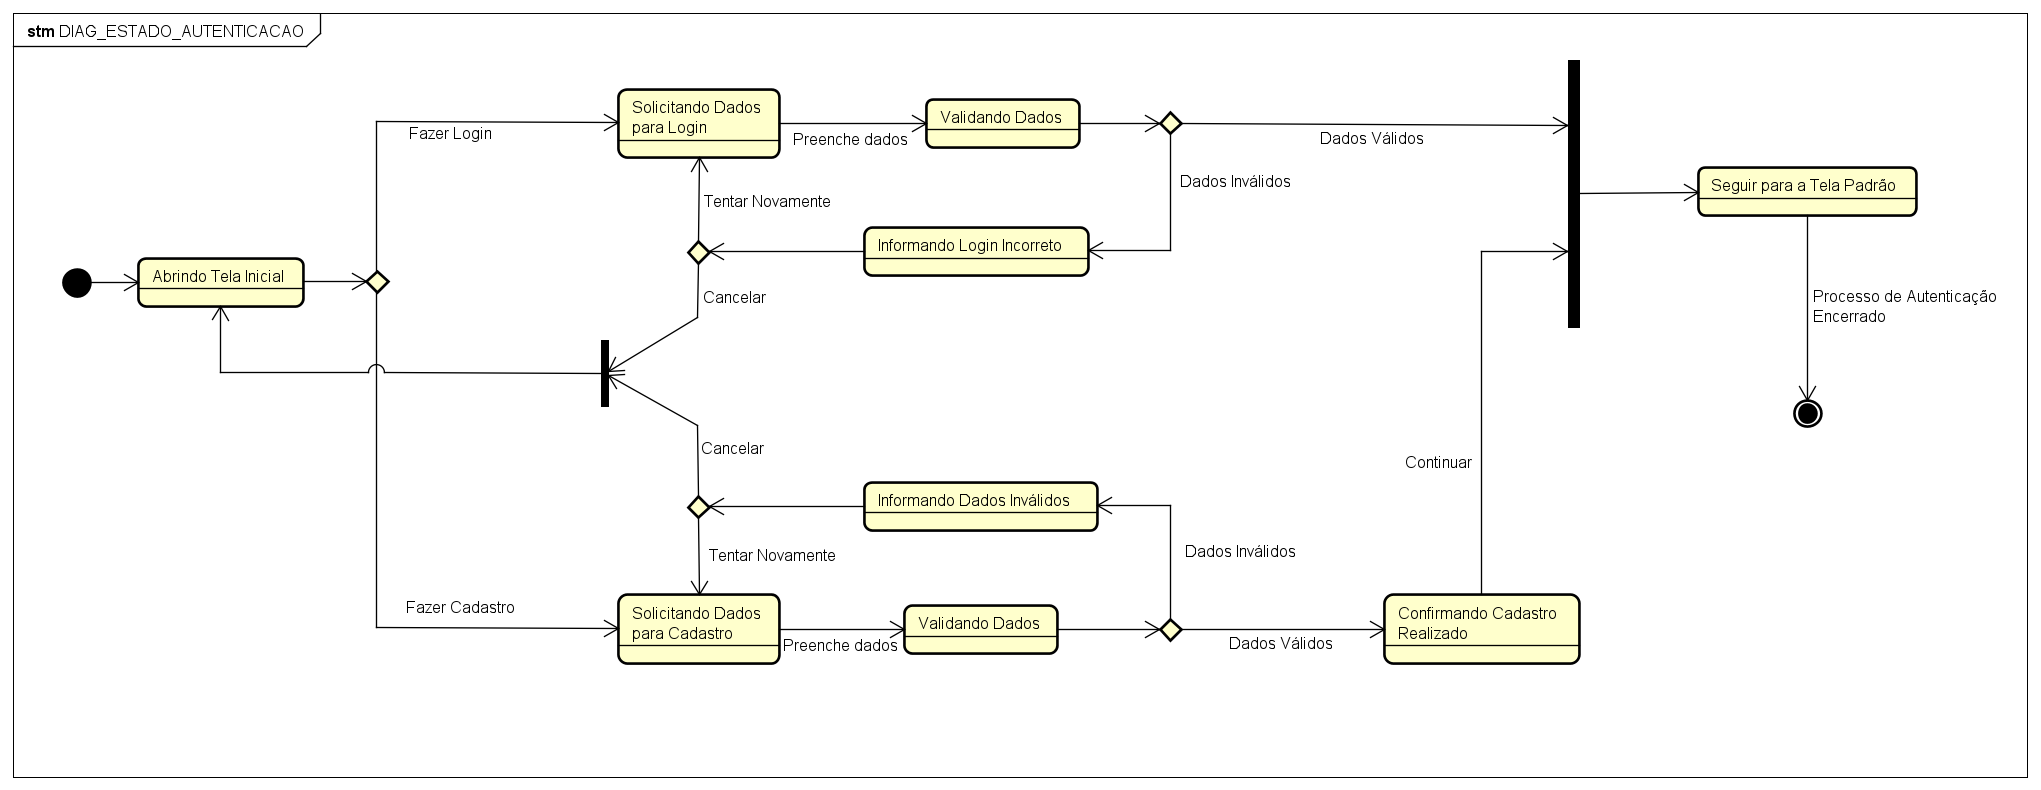 stm DIAG_ESTADO_AUTENTICACAO
Solicitando Dados
para Login
Fazer Login
Preenche dados
Validando Dados
Dados Válidos
Dados Inválidos
Seguir para a Tela Padrão
Tentar Novamente
Informando Login Incorreto
Abrindo Tela Inicial
Cancelar
Processo de Autenticação
Encerrado
Cancelar
Continuar
Informando Dados Inválidos
Tentar Novamente
Dados Inválidos
Fazer Cadastro
Solicitando Dados
para Cadastro
Preenche dados
Validando Dados
Dados Válidos
Confirmando Cadastro
Realizado